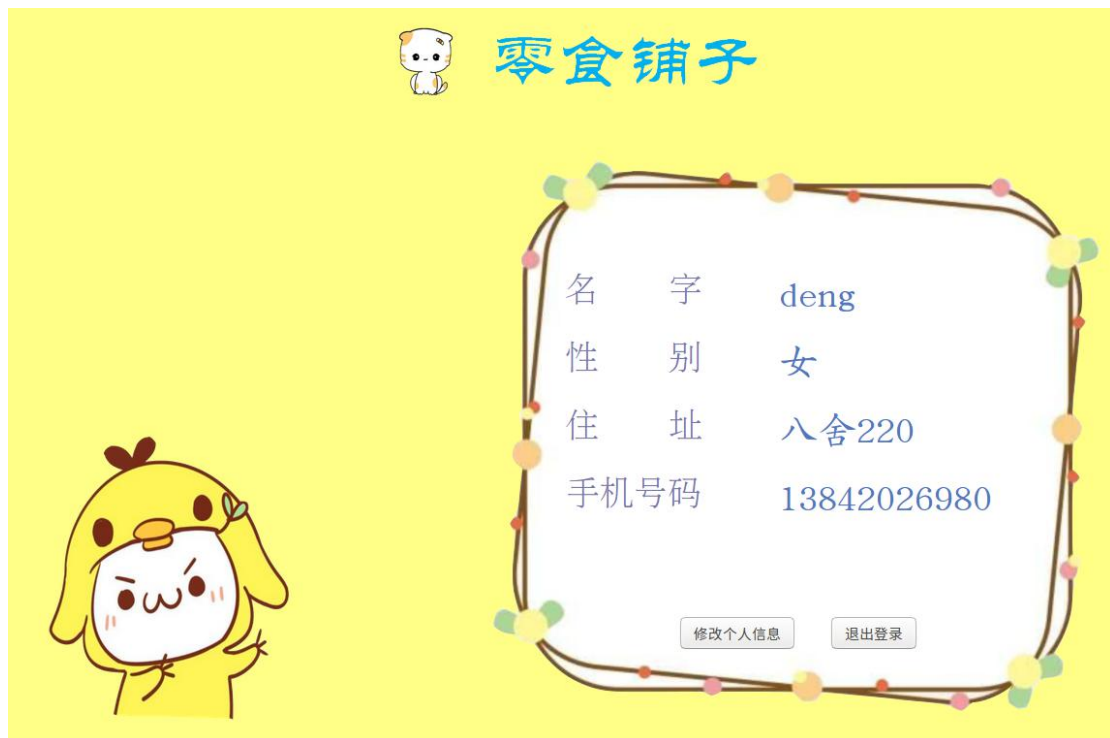 零食铺子
名 字 deng
性 别 女
住 址 八舍220
手机号码 13842026980
修改个人信息 退出登录